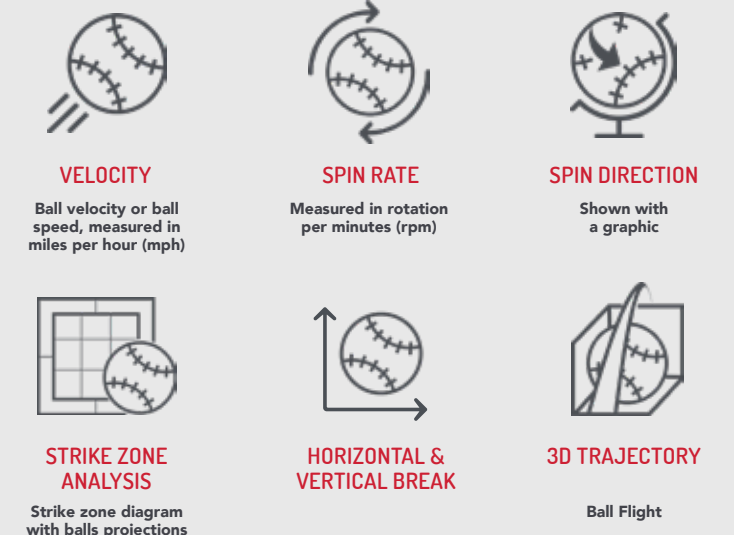 VELOCITY
Ball velocity or ball
speed, measured in
miles per hour (mph)
SPIN RATE
Measured in rotation
per minutes (rpm)
SPIN DIRECTION
Shown with
a graphic
STRIKE ZONE
ANALYSIS
Strike zone diagram
with balls projections
HORIZONTAL &
VERTICAL BREAK
3D TRAJECTORY
Ball Flight